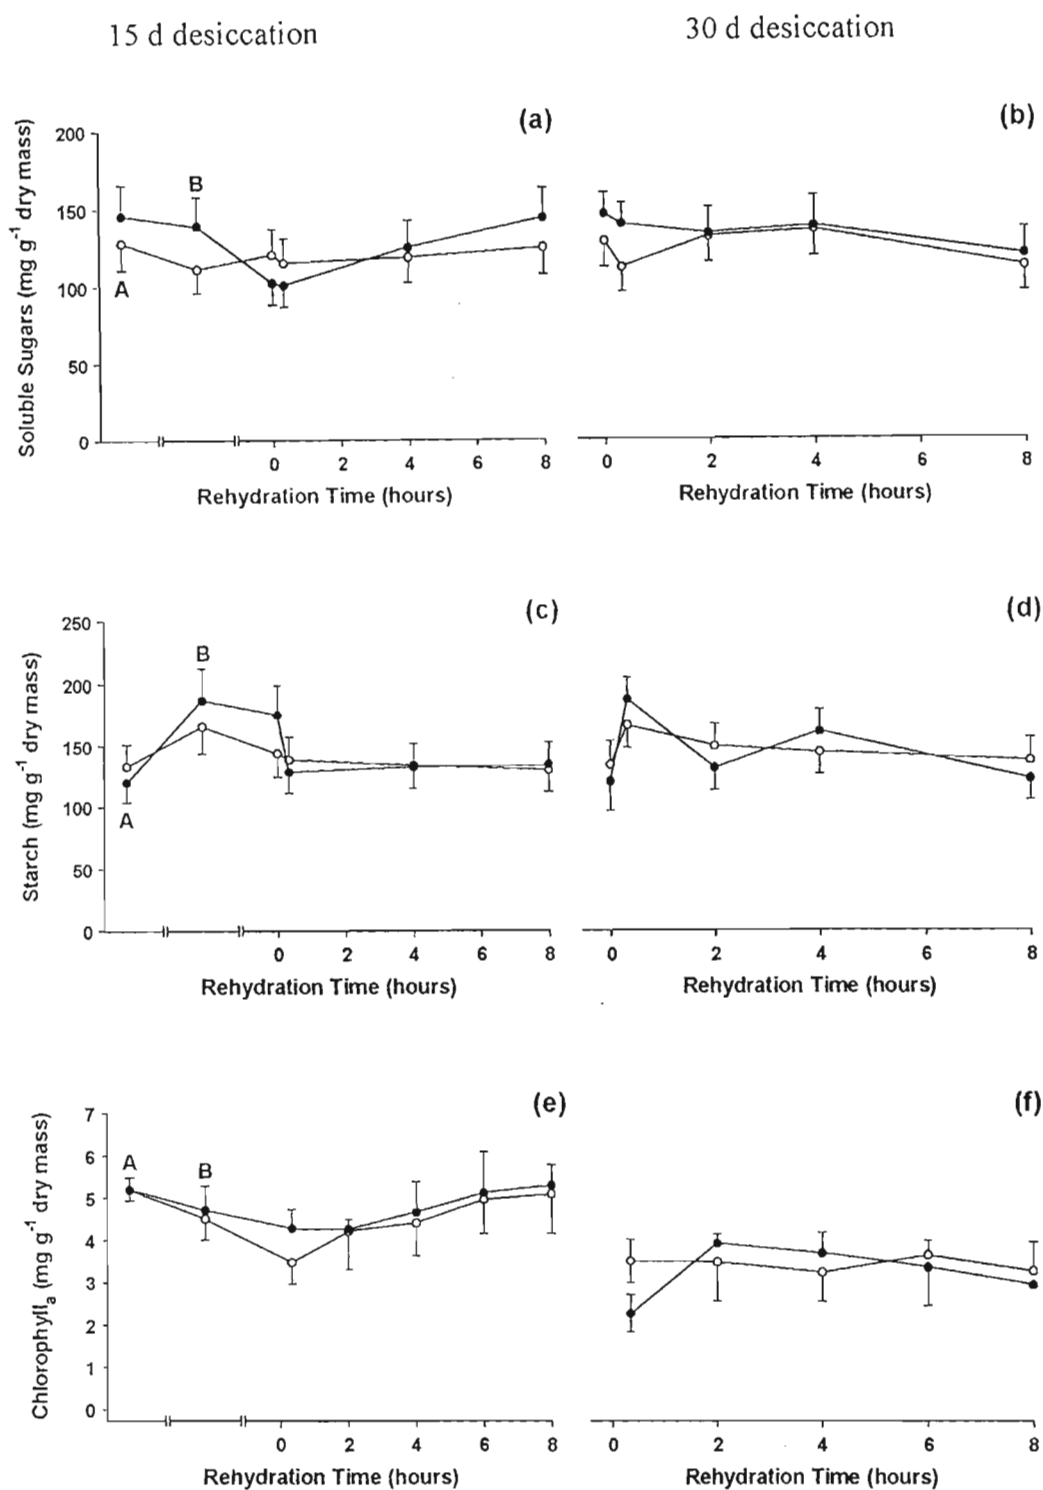 15 d desiccation
30 d desiccation
(a)
(b)
Soluble Sugars (mg g-1 dry mass)
200
150
100
50
0
B
A
0 2 4 6 8
0 2 4 6 8
Rehydration Time (hours)
Rehydration Time (hours)
(c)
(d)
Starch (mg g-1 dry mass)
250
200
150
100
50
0
B
A
0 2 4 6 8
0 2 4 6 8
Rehydration Time (hours)
Rehydration Time (hours)
(e)
(f)
Chlorophylla (mg g-1 dry mass)
7
6
5
4
3
2
1
0
A
B
0 2 4 6 8
0 2 4 6 8
Rehydration Time (hours)
Rehydration Time (hours)